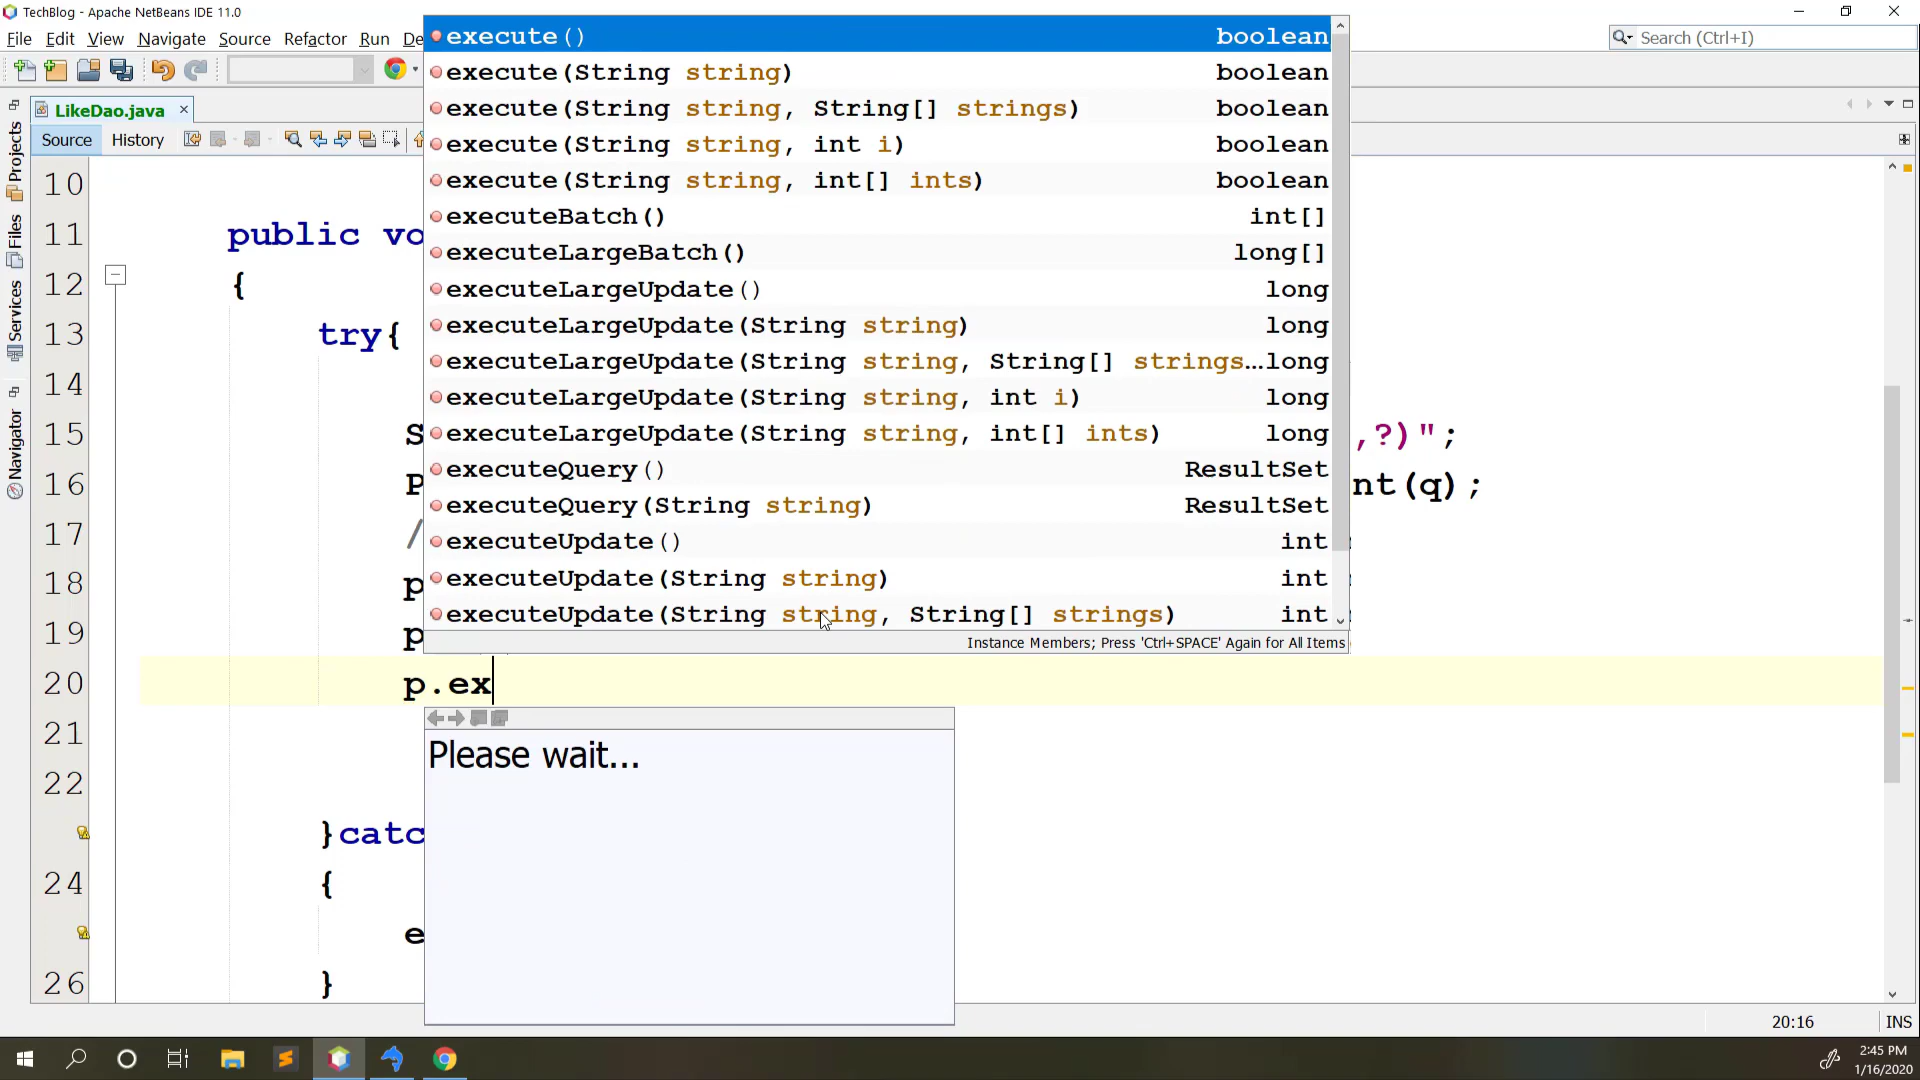 TechBlog - Apache NetBeans IDE 11.0
File Edit View Navigate Source Refactor Run De
Search (Ctrl+I)
LikeDao.java
Source History
Projects
Files
Services
Navigator
execute() boolean
execute(String string) boolean
execute(String string, String[] strings) boolean
execute(String string, int i) boolean
execute(String string, int[] ints) boolean
executeBatch() int[]
executeLargeBatch() long[]
executeLargeUpdate() long
executeLargeUpdate(String string) long
executeLargeUpdate(String string, String[] strings... long
executeLargeUpdate(String string, int i) long
executeLargeUpdate(String string, int[] ints) long
executeQuery() ResultSet
executeQuery(String string) ResultSet
executeUpdate() int
executeUpdate(String string) int
executeUpdate(String string, String[] strings) int
Instance Members; Press 'Ctrl+SPACE' Again for All Items
10
11 public vo
12 {
13 try{
14
15 S ,?)";
16 P nt(q);
17 /
18 p
19 p
20 p.ex
21
22
}catc
24 {
e
26 }
Please wait...
20:16 INS
2:45 PM
1/16/2020